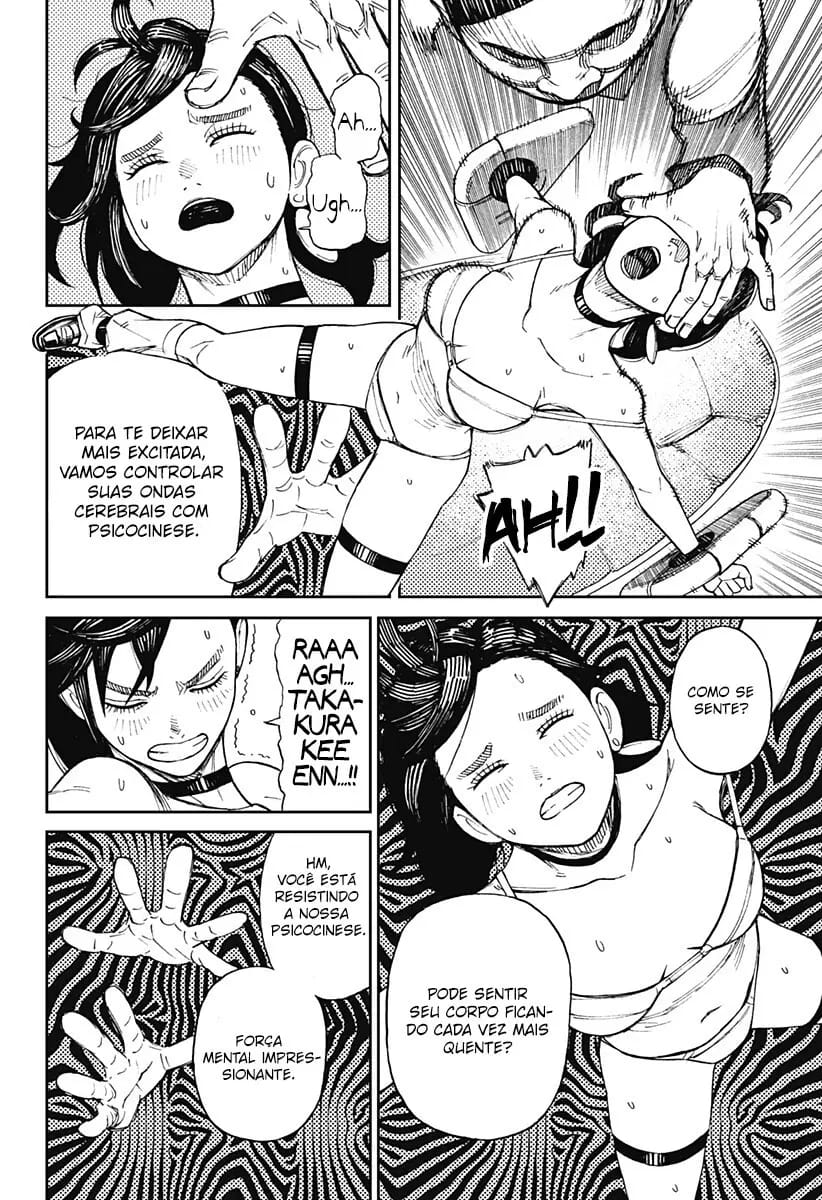 AH!!
Ah...
Ugh...
PARA TE DEIXAR
MAIS EXCITADA,
VAMOS CONTROLAR
SUAS ONDAS
CEREBRAIS COM
PSICOCINESE.
COMO SE
SENTE?
PODE SENTIR
SEU CORPO FICAN-
DO CADA VEZ MAIS
QUENTE?
RAAA
AGH...
TAKA-
KURA
KEE
ENN...!!
HM,
VOCÊ ESTÁ
RESISTINDO
A NOSSA
PSICOCINESE.
FORÇA
MENTAL IMPRES-
SIONANTE.